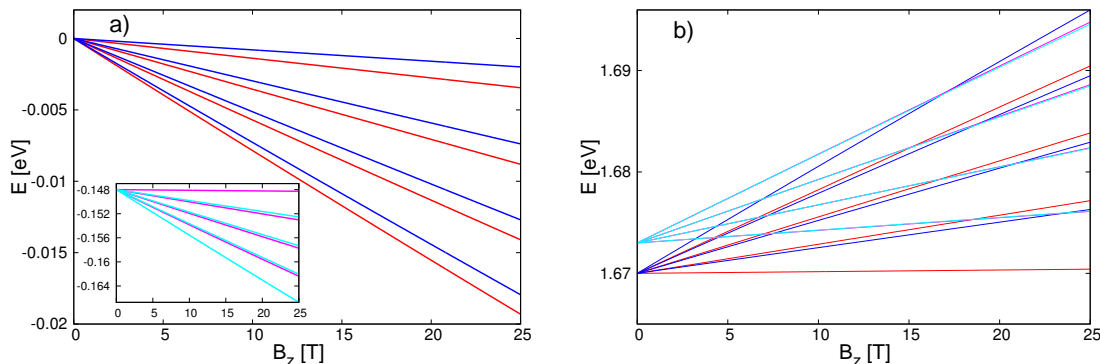 a)
E [eV]
0
-0.005
-0.01
-0.015
-0.02
0 5 10 15 20 25
B_z [T]
-0.148
-0.152
-0.156
-0.16
-0.164
0 5 10 15 20 25
b)
E [eV]
1.69
1.68
1.67
0 5 10 15 20 25
B_z [T]